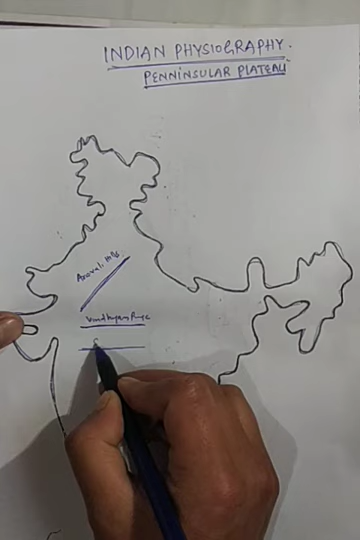 INDIAN PHYSIOGRAPHY.
PENNINSULAR PLATEAU
Aravali Hills
Vindhyan Range
S